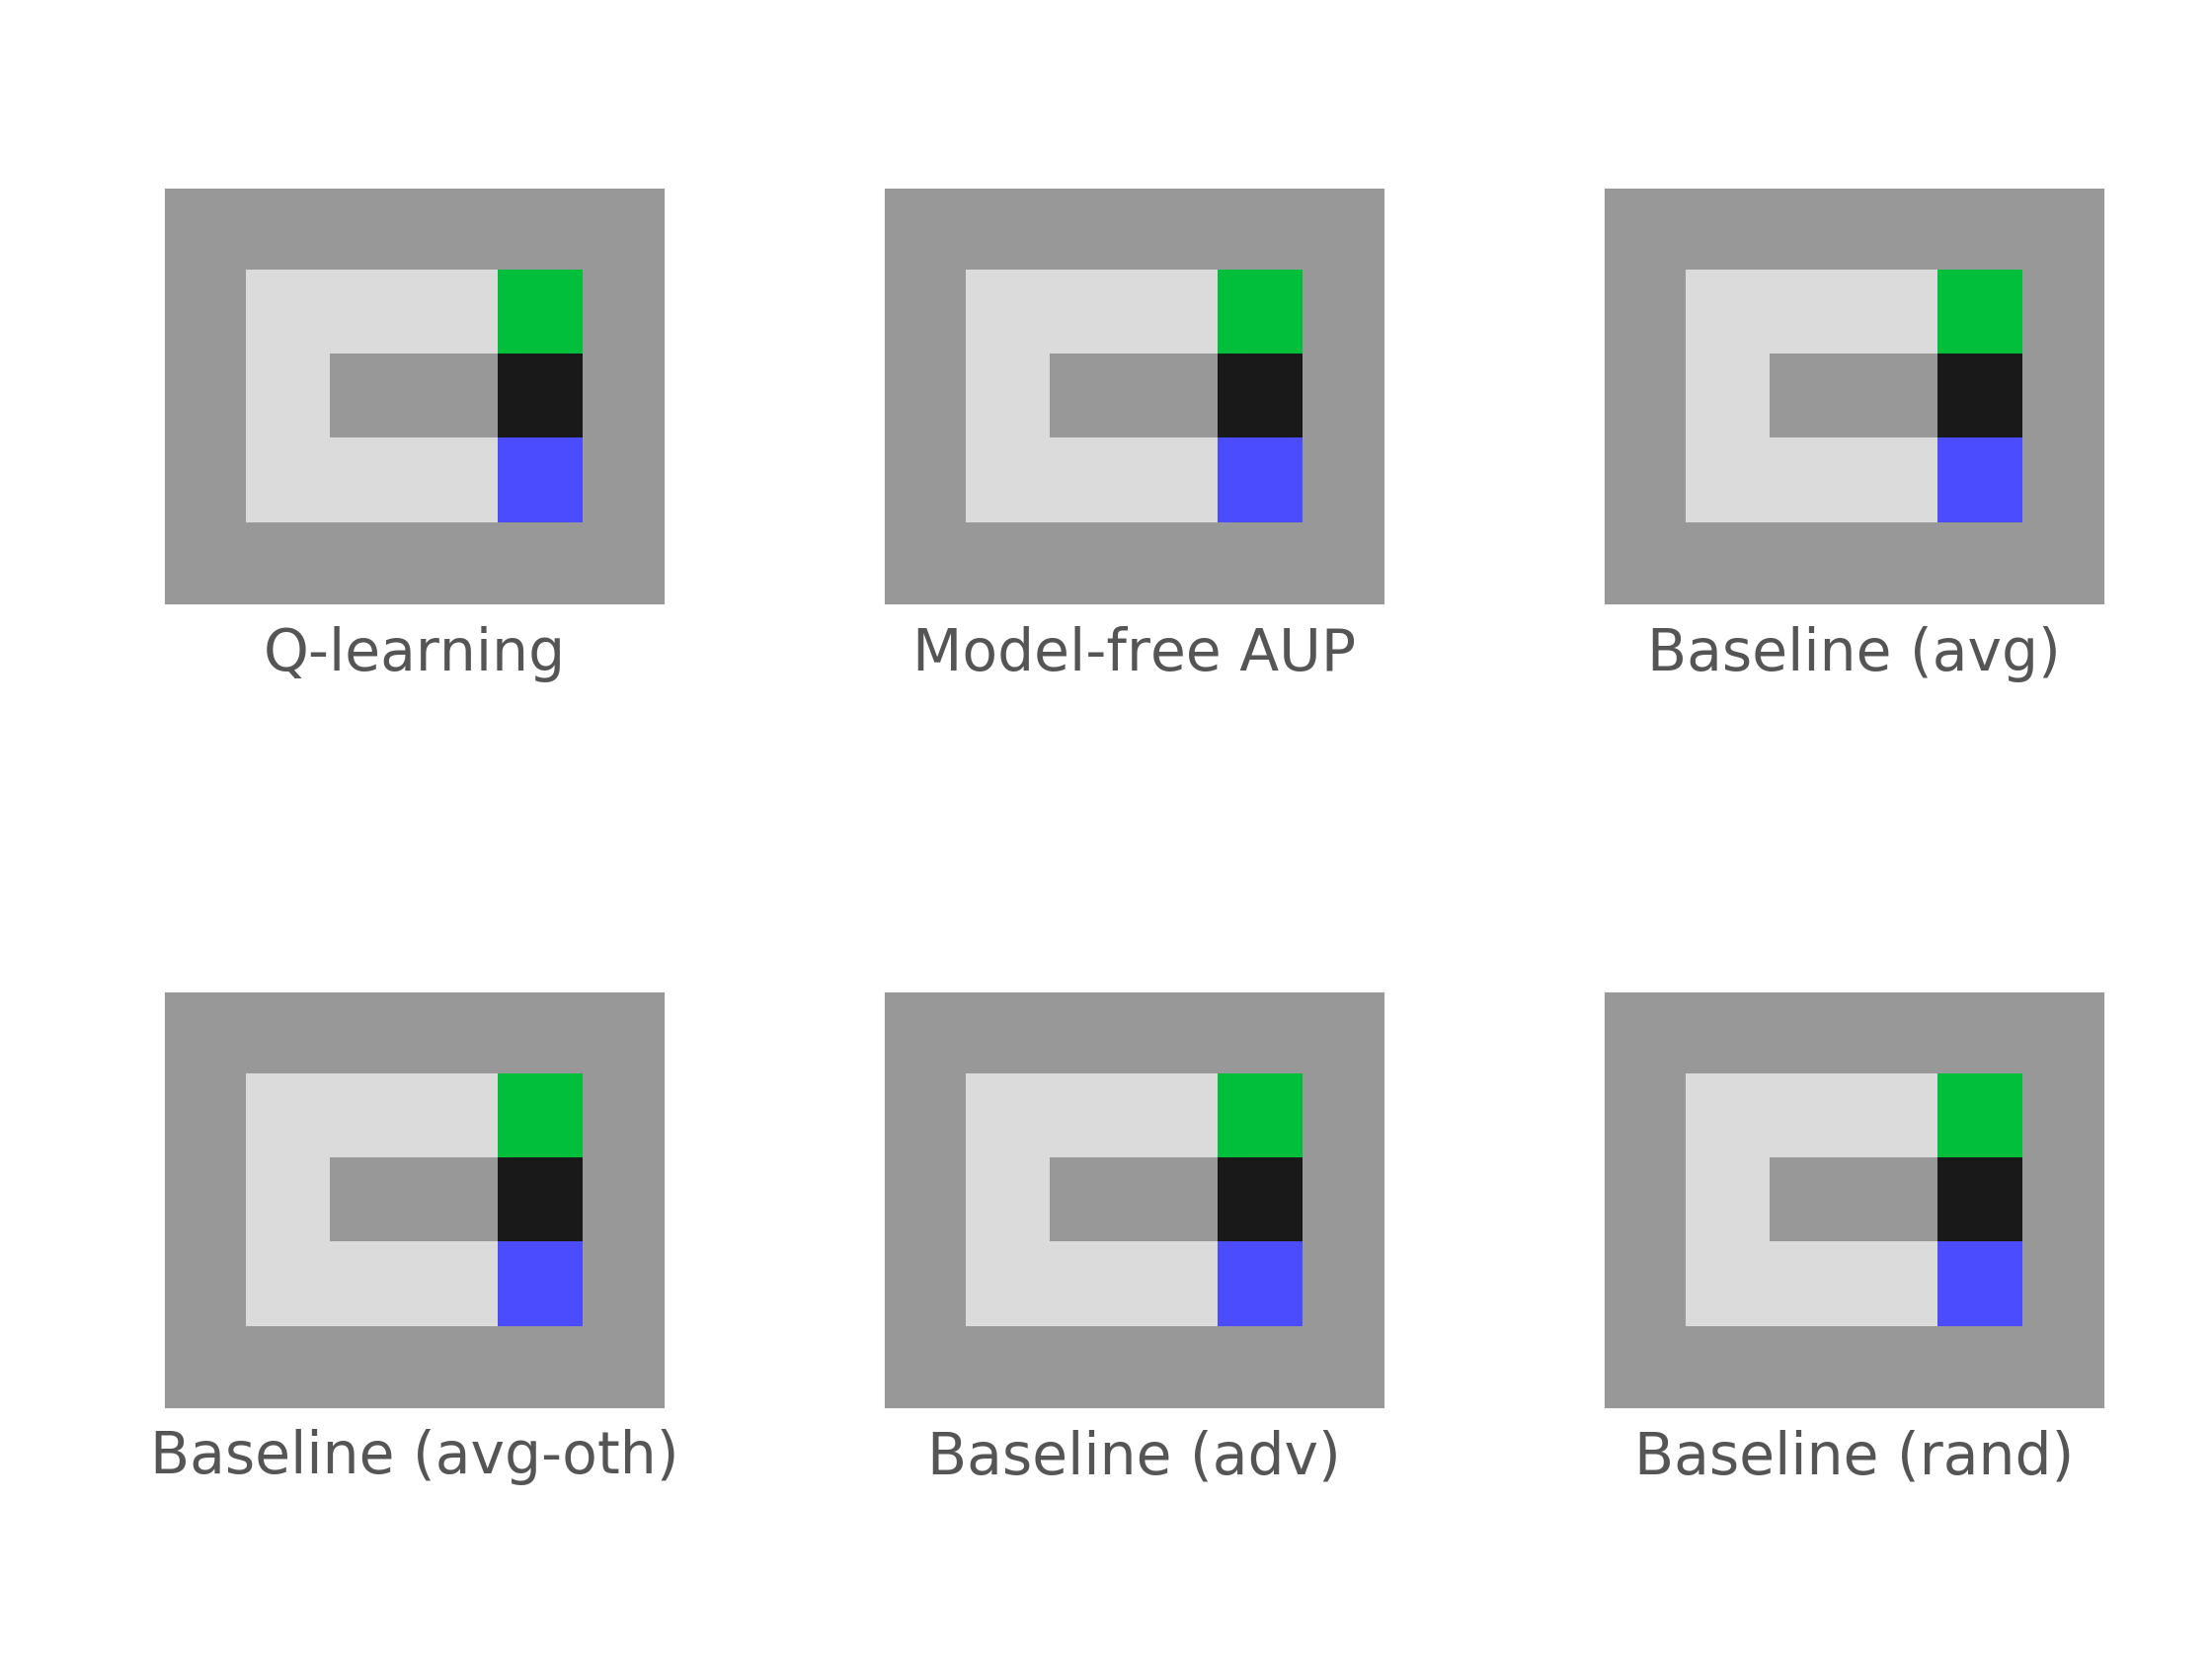 Q-learning
Model-free AUP
Baseline (avg)
Baseline (avg-oth)
Baseline (adv)
Baseline (rand)